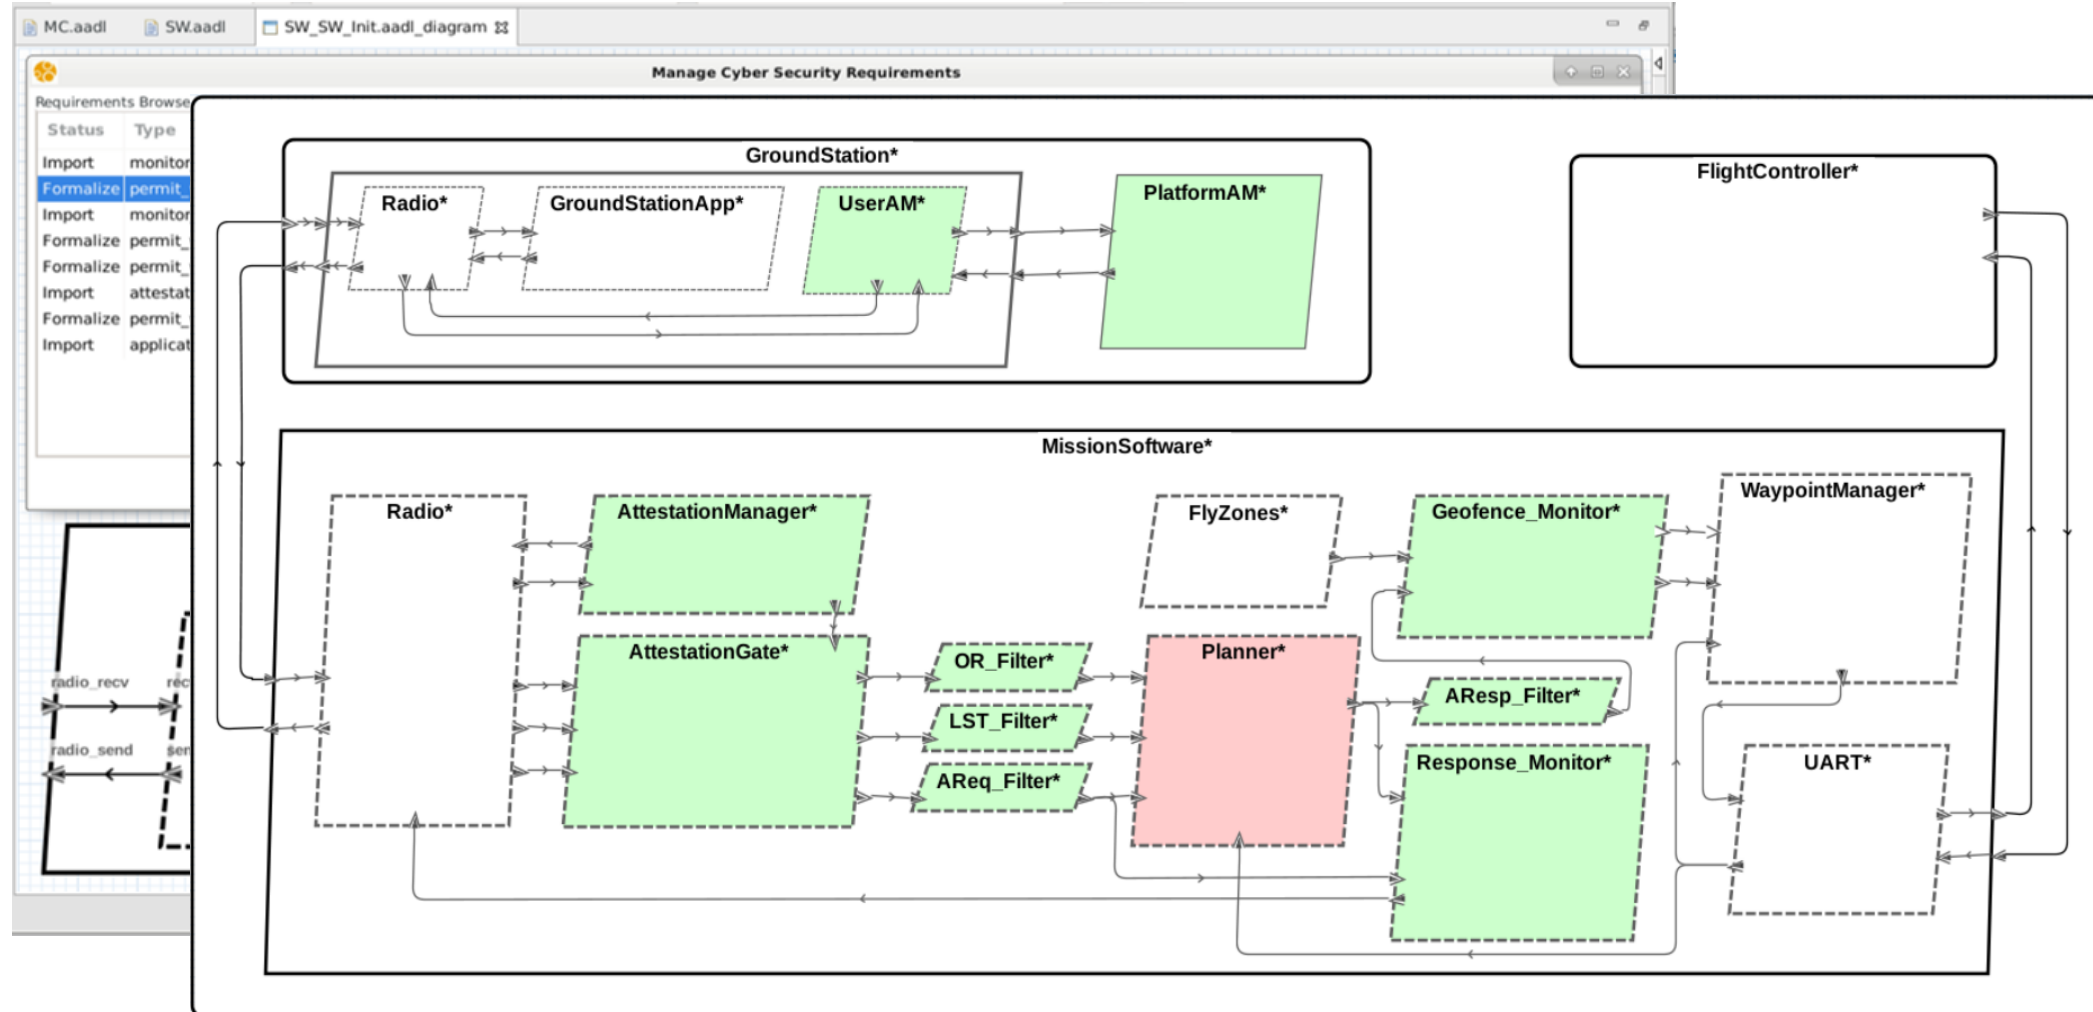 MC.aadl SW.aadl SW_SW_Init.aadl_diagram
Manage Cyber Security Requirements
Requirements Browse
Status Type
Import monitor
Formalize permit_
Import monitor
Formalize permit_
Formalize permit_
Import attestat
Formalize permit_
Import applicat
GroundStation*
Radio* GroundStationApp* UserAM* PlatformAM*
FlightController*
MissionSoftware*
Radio* AttestationManager* FlyZones* Geofence_Monitor* WaypointManager*
AttestationGate* OR_Filter* Planner* AResp_Filter*
LST_Filter*
AReq_Filter* Response_Monitor* UART*
radio_recv rec
radio_send sen